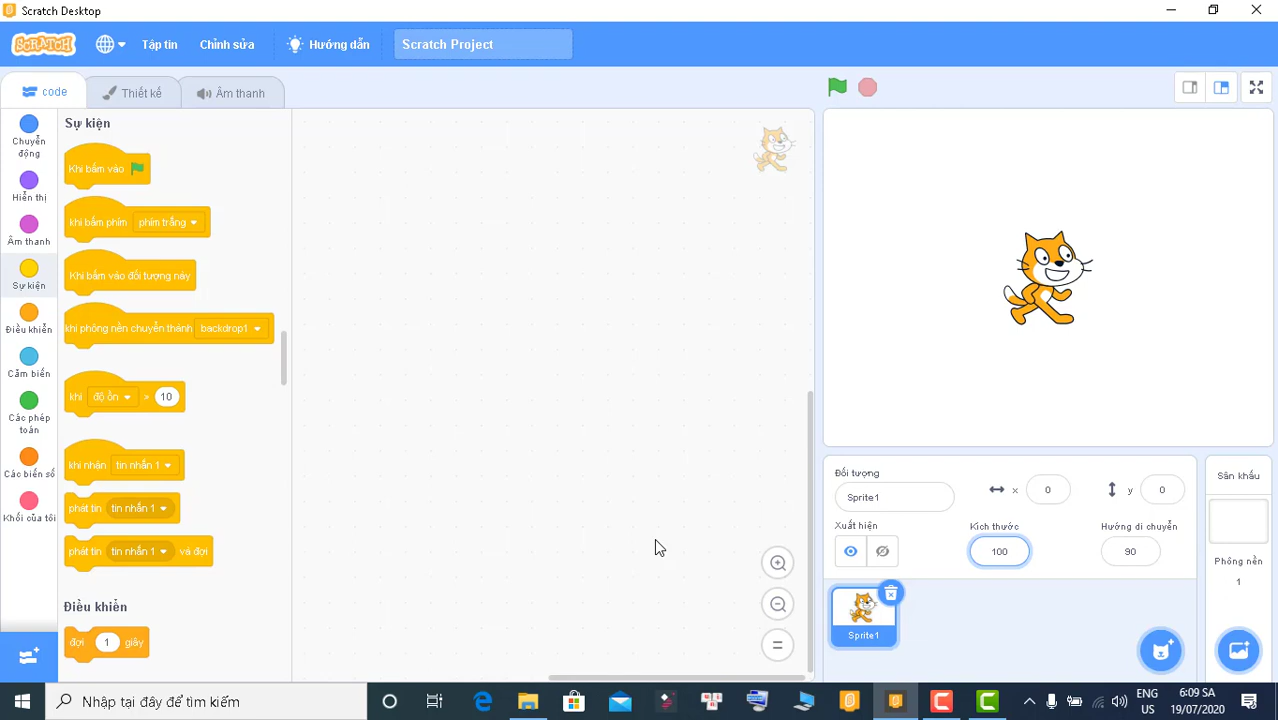 Scratch Desktop
SCRATCH
Tập tin
Chỉnh sửa
Hướng dẫn
Scratch Project
code
Thiết kế
Âm thanh
Chuyển động
Hiển thị
Âm thanh
Sự kiện
Điều khiển
Cảm biến
Các phép toán
Các biến số
Khối của tôi
Sự kiện
Khi bấm vào
khi bấm phím phím trắng
Khi bấm vào đối tượng này
khi phông nền chuyển thành backdrop1
khi độ ồn > 10
khi nhận tin nhắn 1
phát tin tin nhắn 1
phát tin tin nhắn 1 và đợi
Điều khiển
đợi 1 giây
Đối tượng
Sprite1
x 0
y 0
Xuất hiện
Kích thước
100
Hướng di chuyển
90
Sprite1
Sân khấu
Phông nền
1
Nhập tại đây để tìm kiếm
ENG
US
6:09 SA
19/07/2020